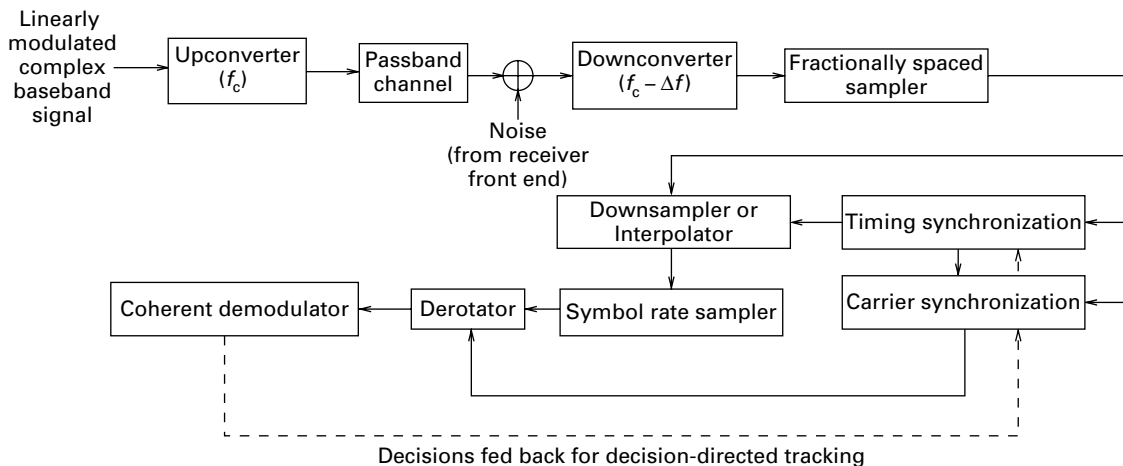 Linearly
modulated
complex
baseband
signal
Upconverter
(fc)
Passband
channel
Noise
(from receiver
front end)
Downconverter
(fc – Δf)
Fractionally spaced
sampler
Downsampler or
Interpolator
Timing synchronization
Coherent demodulator
Derotator
Symbol rate sampler
Carrier synchronization
Decisions fed back for decision-directed tracking